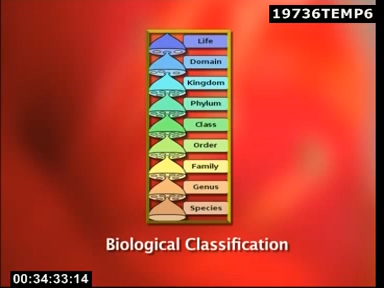 19736TEMP6
Life
Domain
Kingdom
Phylum
Class
Order
Family
Genus
Species
Biological Classification
00:34:33:14